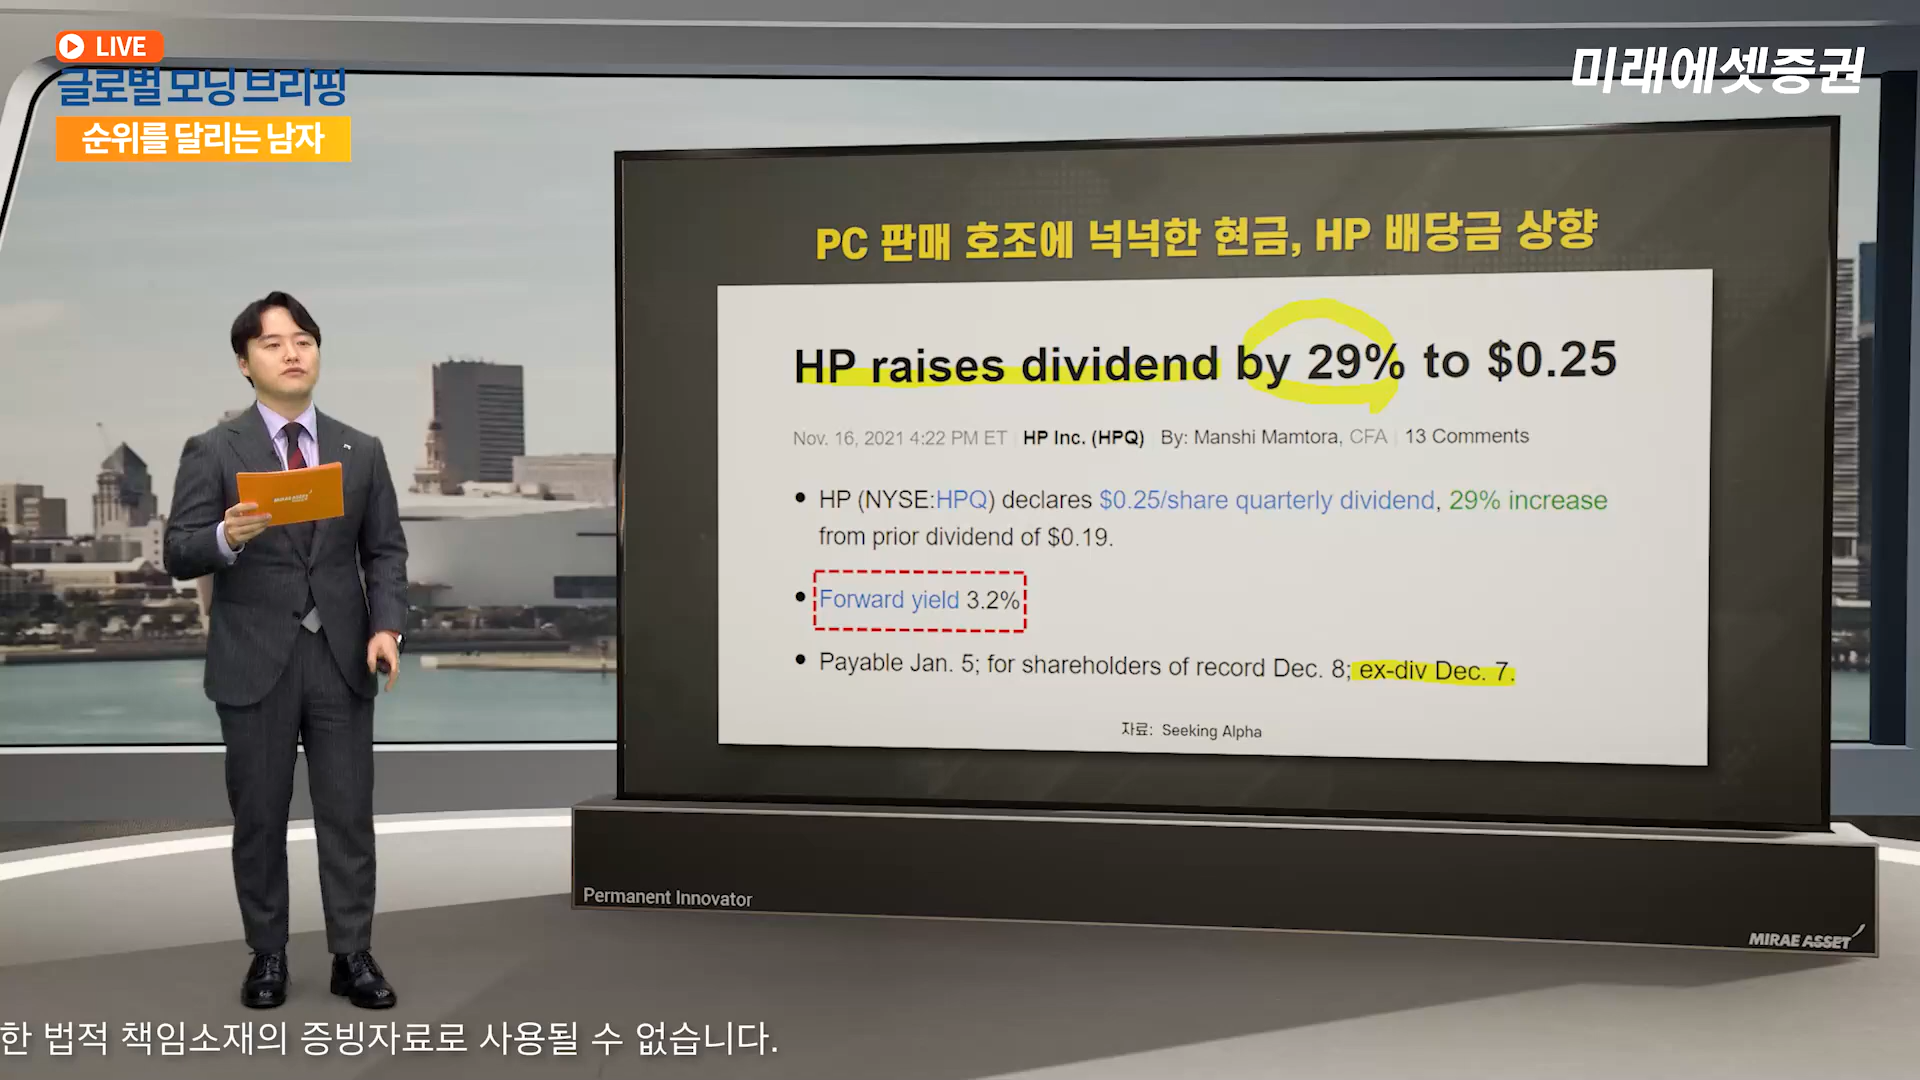 LIVE
글로벌 모닝 브리핑
순위를 달리는 남자
미래에셋증권
PC 판매 호조에 넉넉한 현금, HP 배당금 상향
HP raises dividend by 29% to $0.25
Nov. 16, 2021 4:22 PM ET HP Inc. (HPQ) By: Manshi Mamtora, CFA 13 Comments
• HP (NYSE:HPQ) declares $0.25/share quarterly dividend, 29% increase
from prior dividend of $0.19.
• Forward yield 3.2%
• Payable Jan. 5; for shareholders of record Dec. 8; ex-div Dec. 7.
자료: Seeking Alpha
MIRAE ASSET
Permanent Innovator
MIRAE ASSET
한 법적 책임소재의 증빙자료로 사용될 수 없습니다.